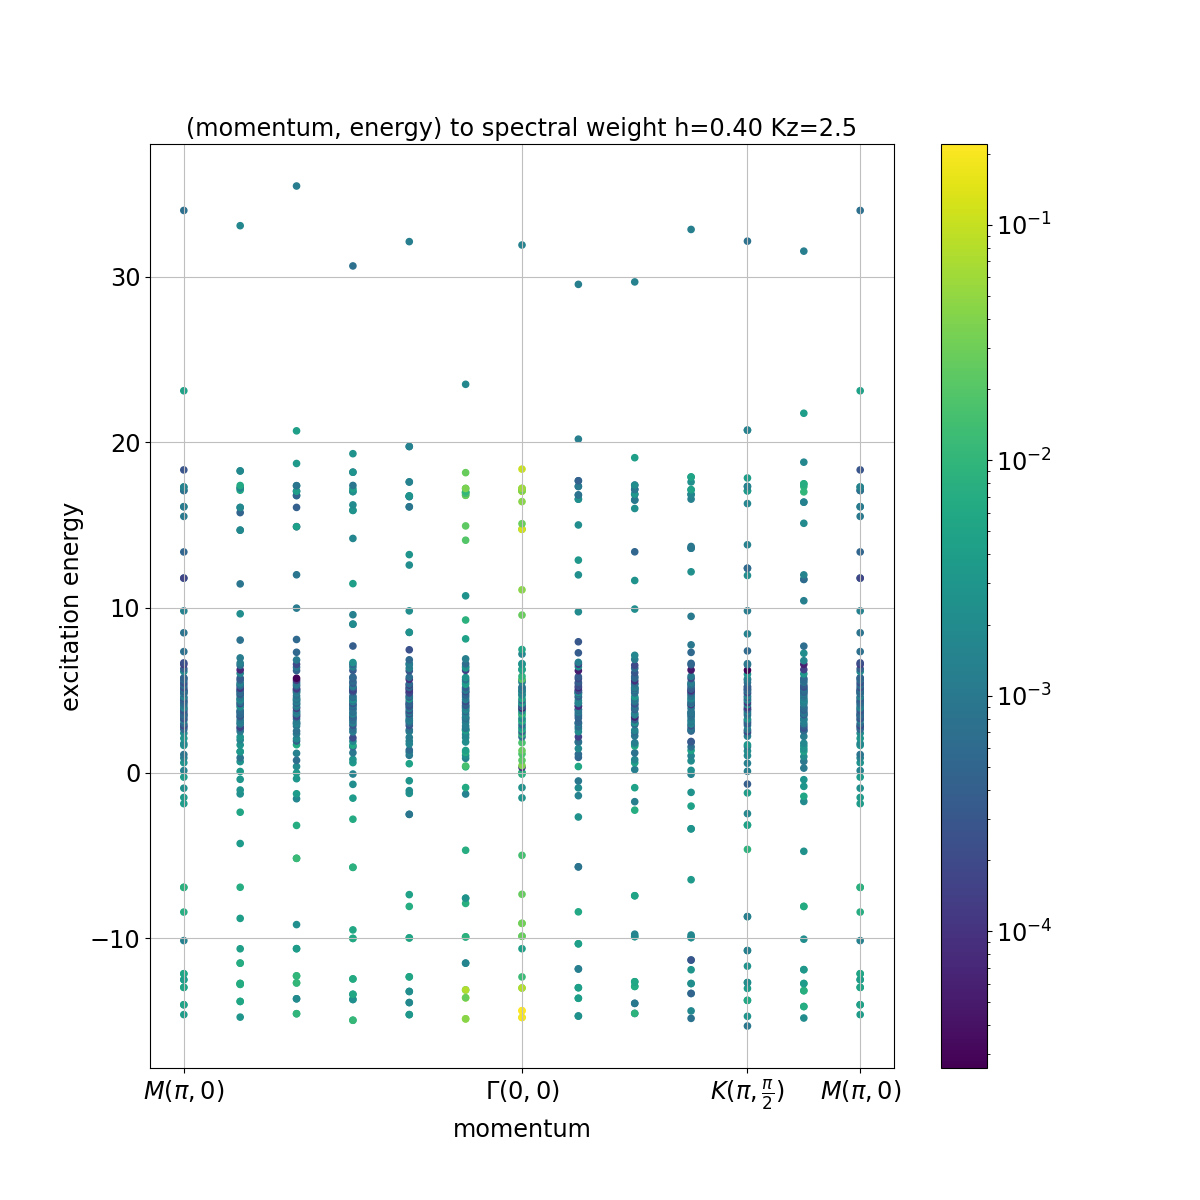 (momentum, energy) to spectral weight h=0.40 Kz=2.5
excitation energy
30
20
10
0
−10
M(π, 0)
Γ(0, 0)
K(π, π/2)
M(π, 0)
momentum
10⁻¹
10⁻²
10⁻³
10⁻⁴